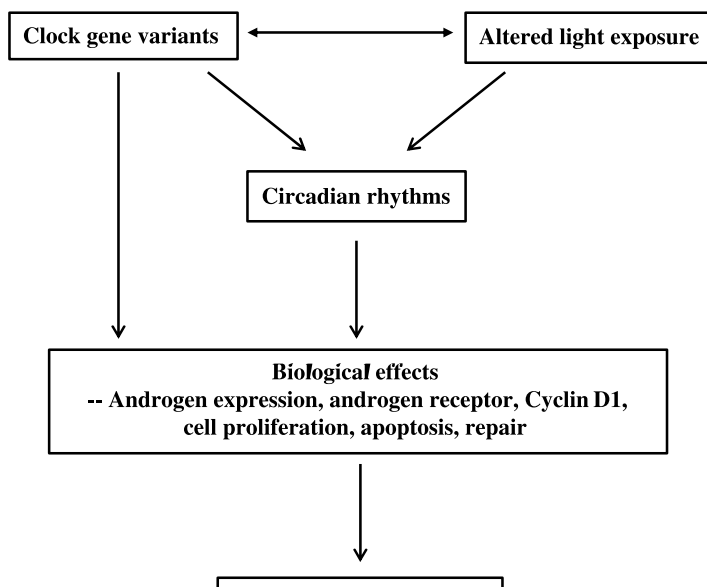 Clock gene variants
Altered light exposure
Circadian rhythms
Biological effects
-- Androgen expression, androgen receptor, Cyclin D1,
cell proliferation, apoptosis, repair